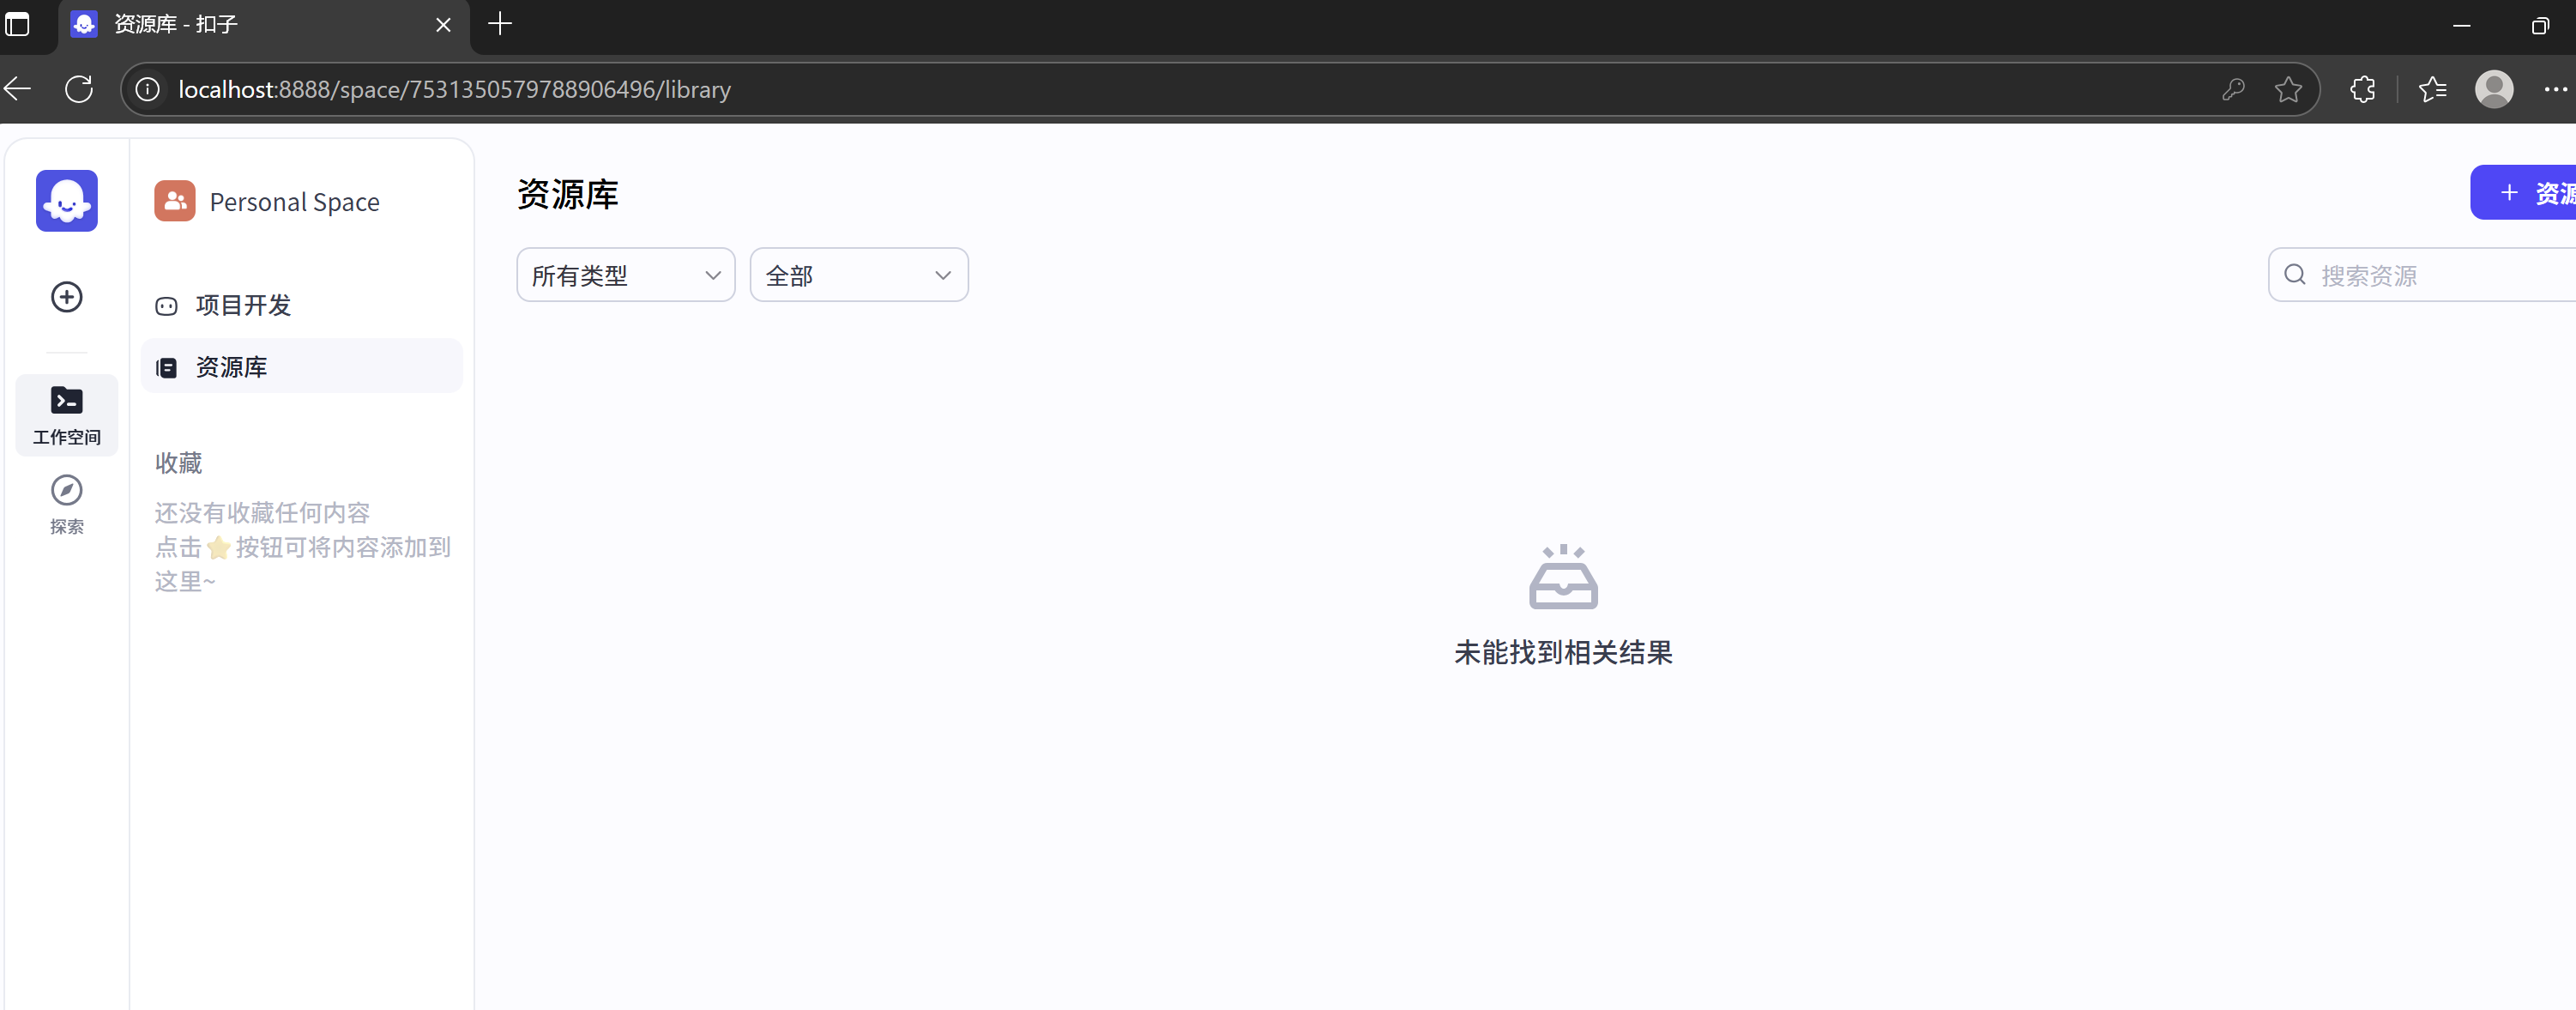 资源库 - 扣子
localhost:8888/space/7531350579788906496/library
Personal Space
项目开发
资源库
工作空间
探索
收藏
还没有收藏任何内容
点击⭐按钮可将内容添加到
这里~
资源库
资源
所有类型
全部
搜索资源
未能找到相关结果